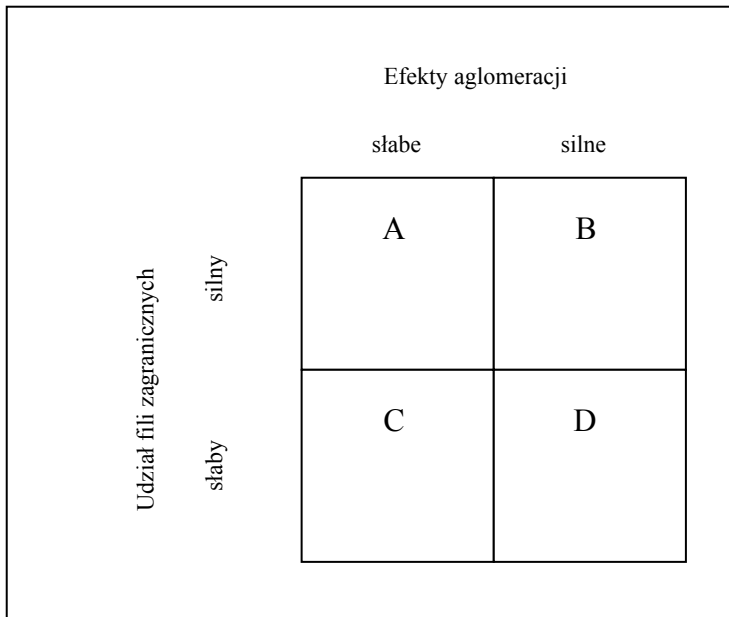 Efekty aglomeracji
słabe silne
A B
Udział fili zagranicznych
silny
C D
słaby